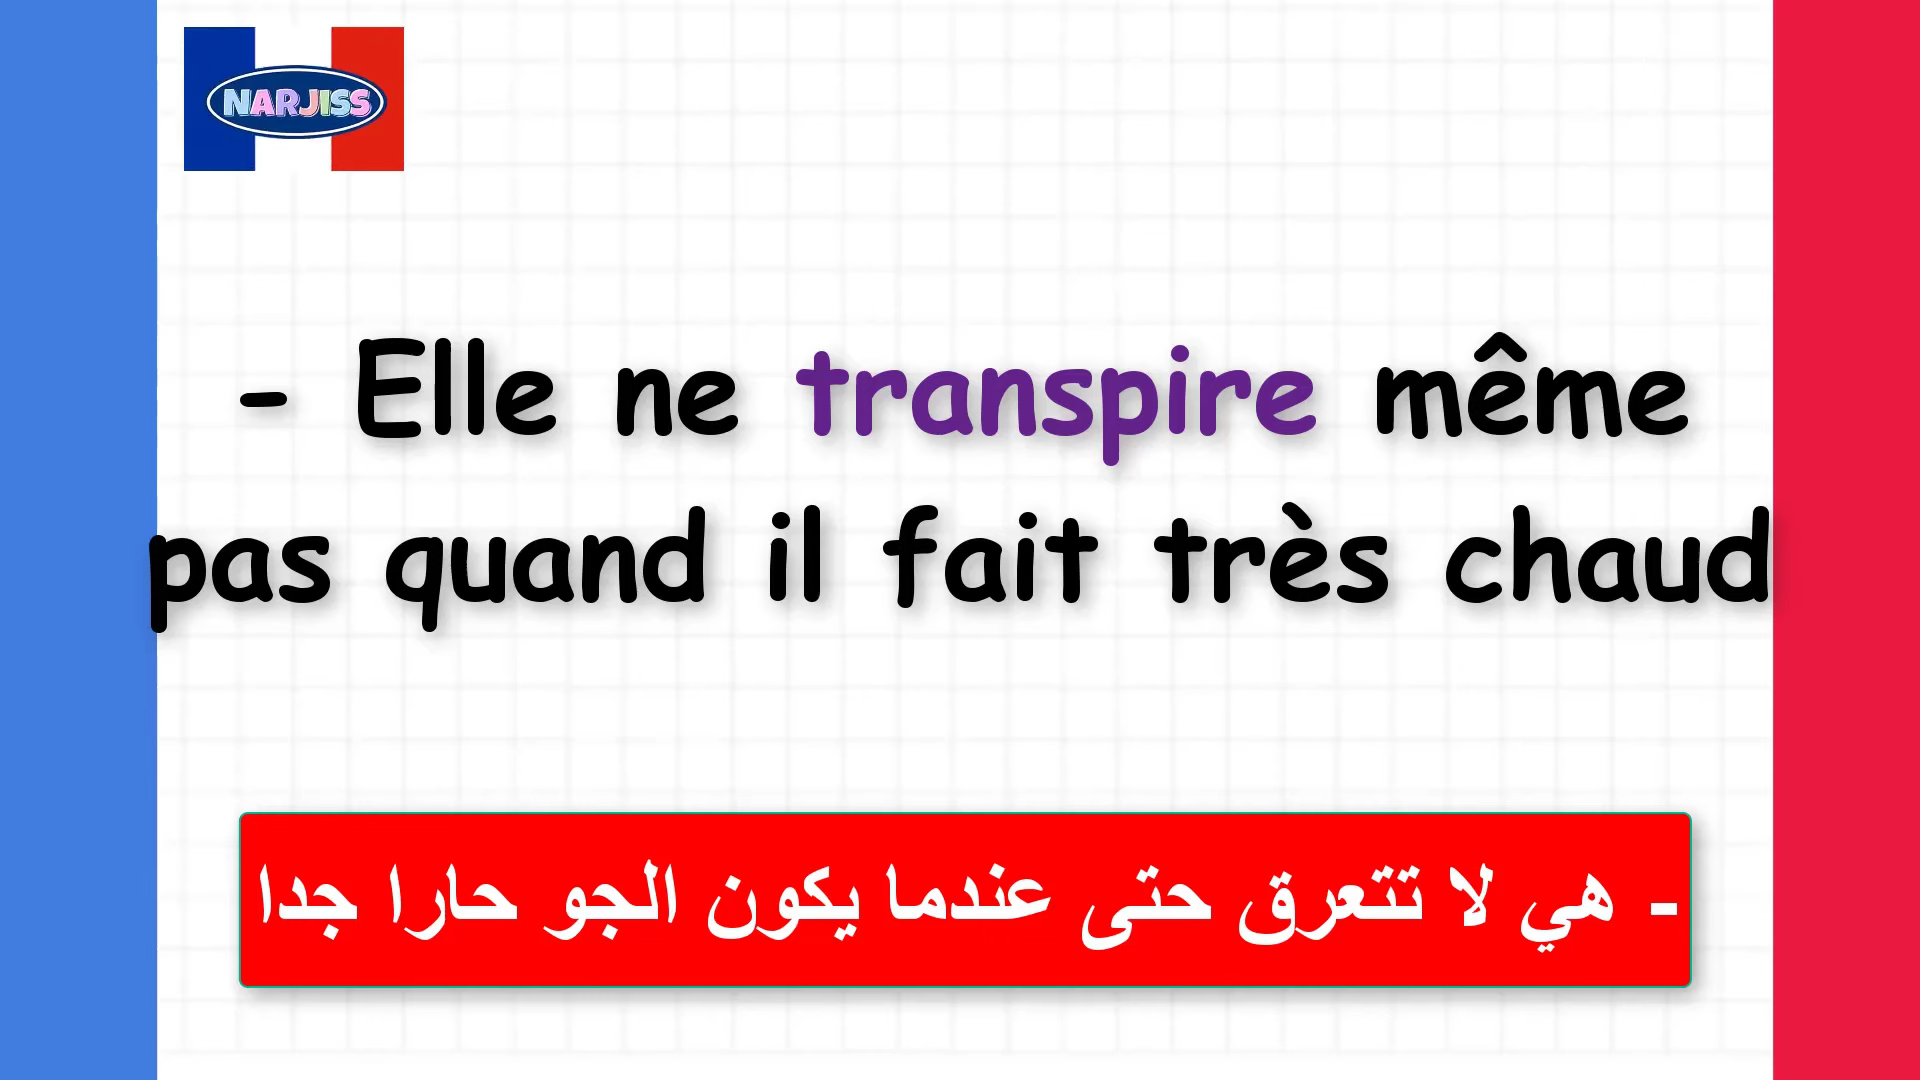 NARJISS
- Elle ne transpire même
pas quand il fait très chaud
- هي لا تتعرق حتى عندما يكون الجو حارا جدا